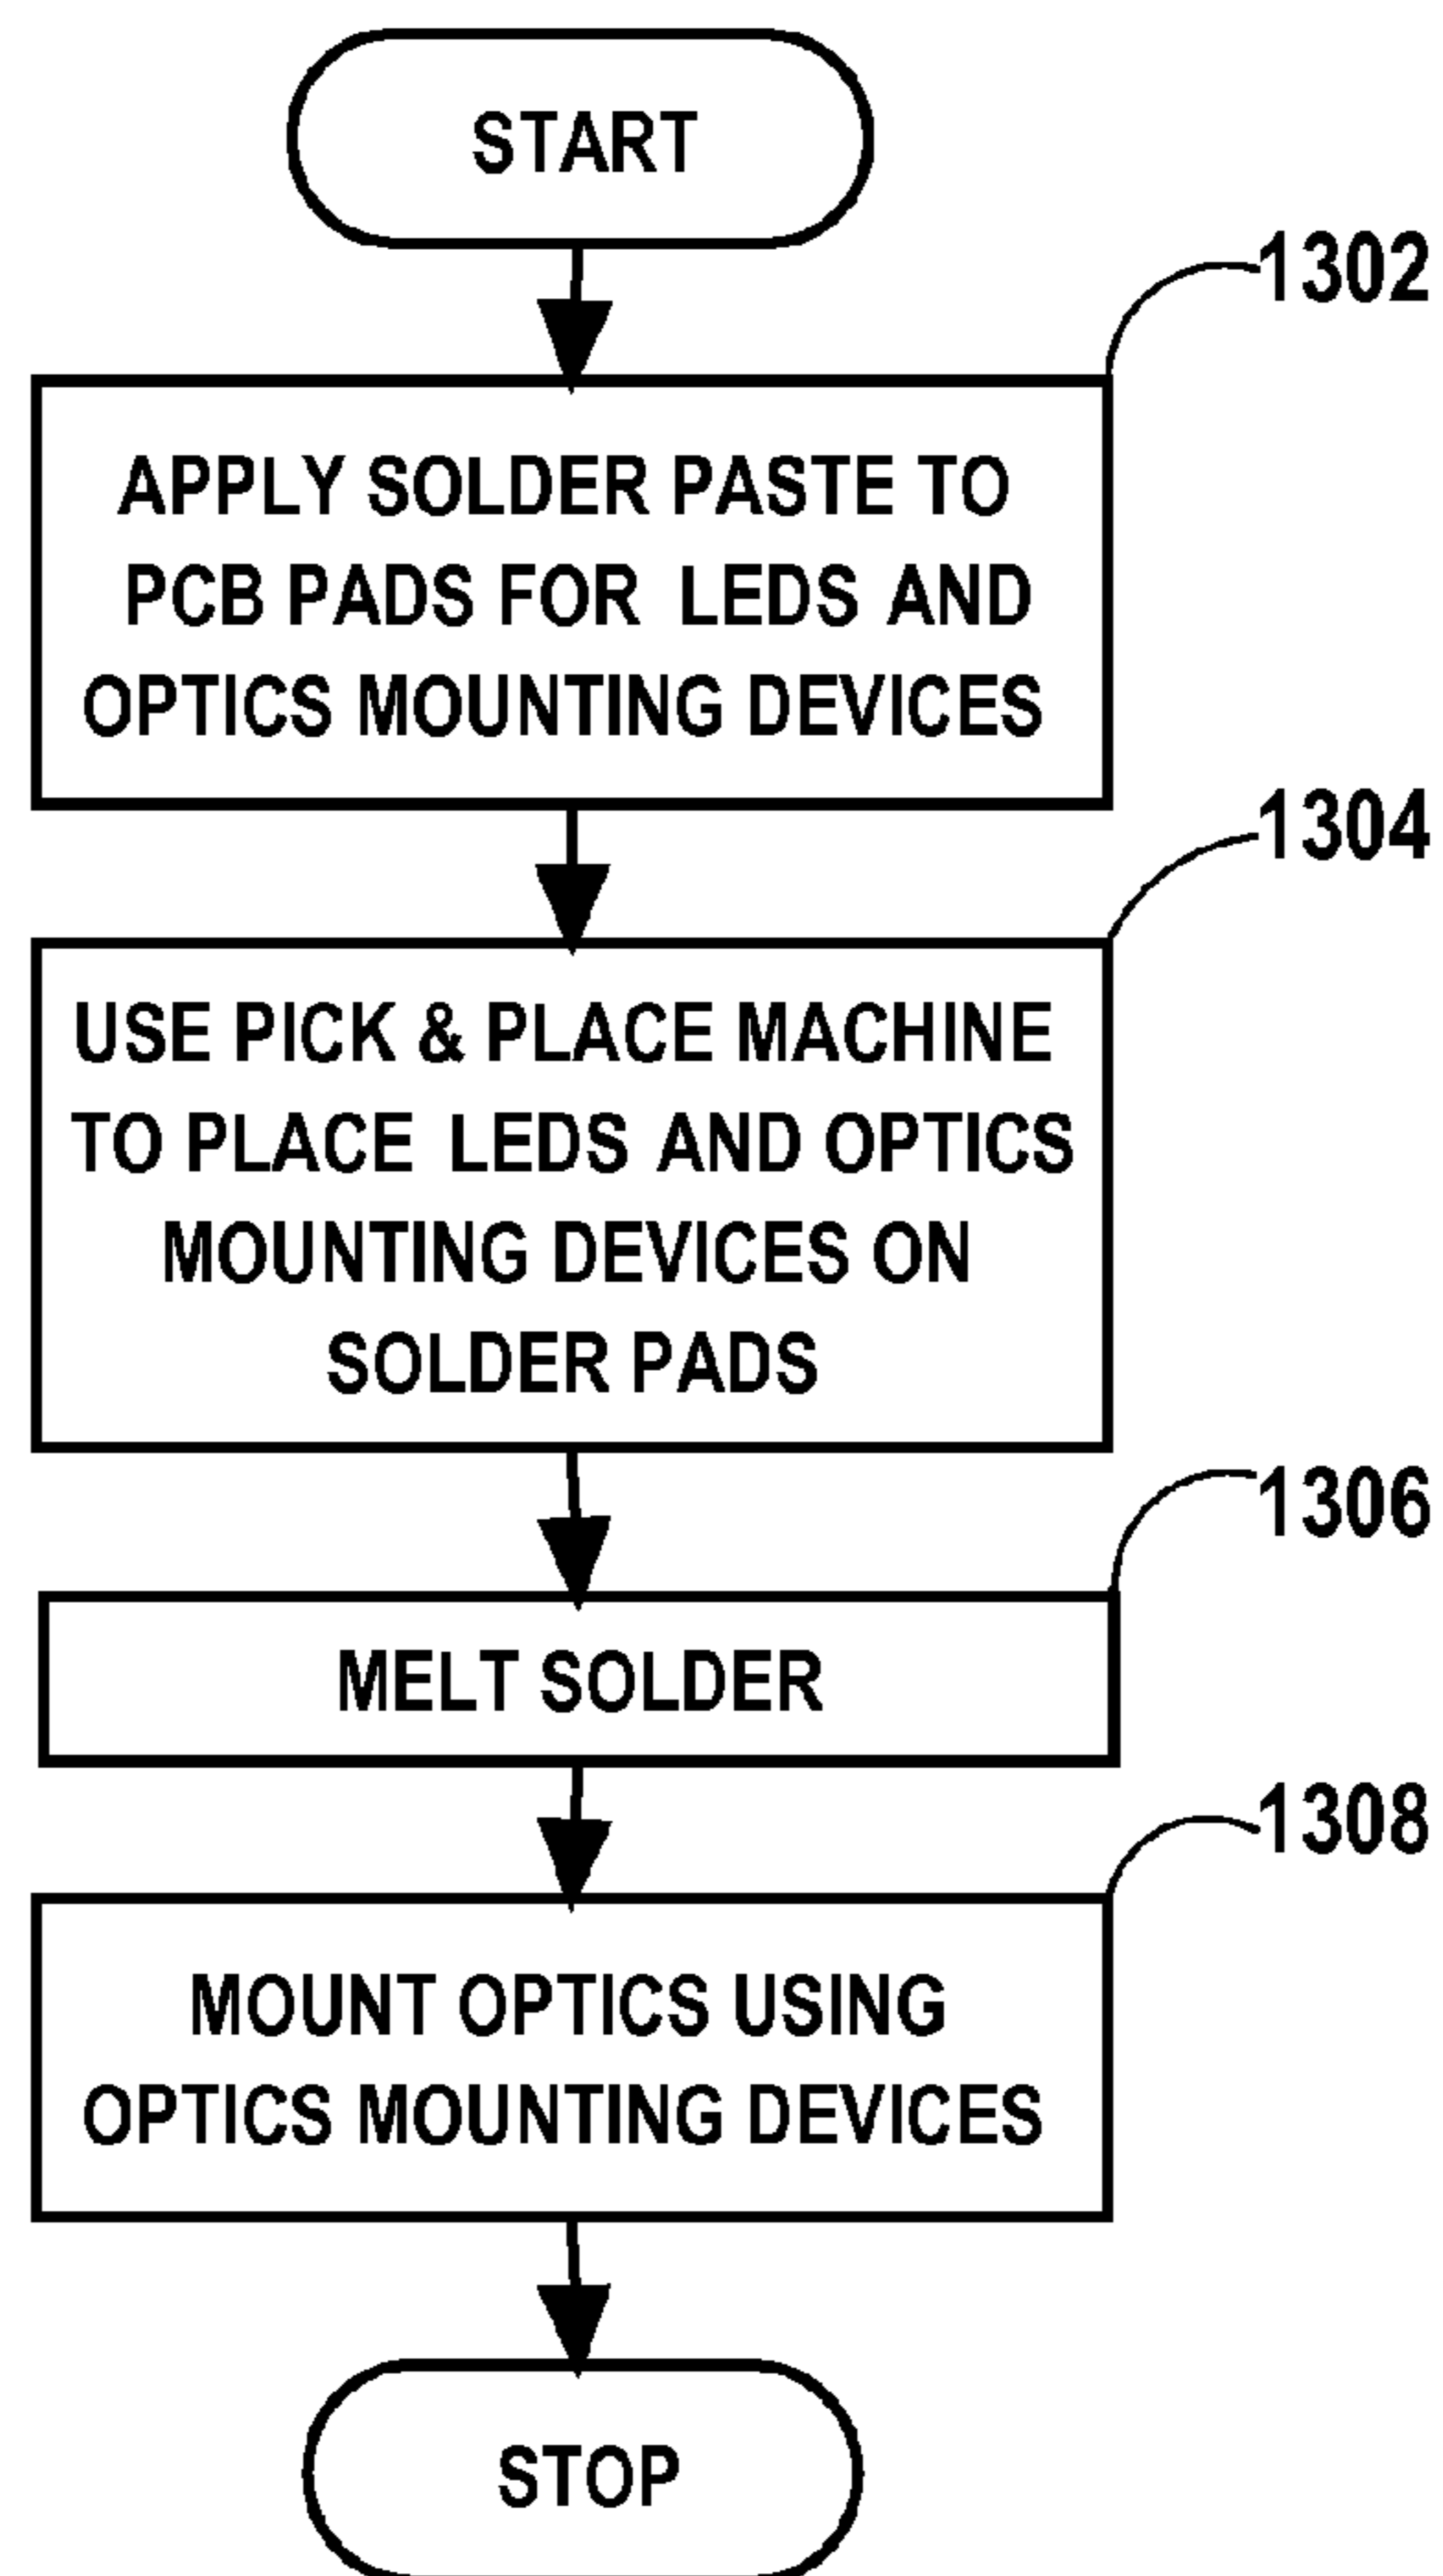 START
1302
APPLY SOLDER PASTE TO
PCB PADS FOR LEDS AND
OPTICS MOUNTING DEVICES
1304
USE PICK & PLACE MACHINE
TO PLACE LEDS AND OPTICS
MOUNTING DEVICES ON
SOLDER PADS
1306
MELT SOLDER
1308
MOUNT OPTICS USING
OPTICS MOUNTING DEVICES
STOP